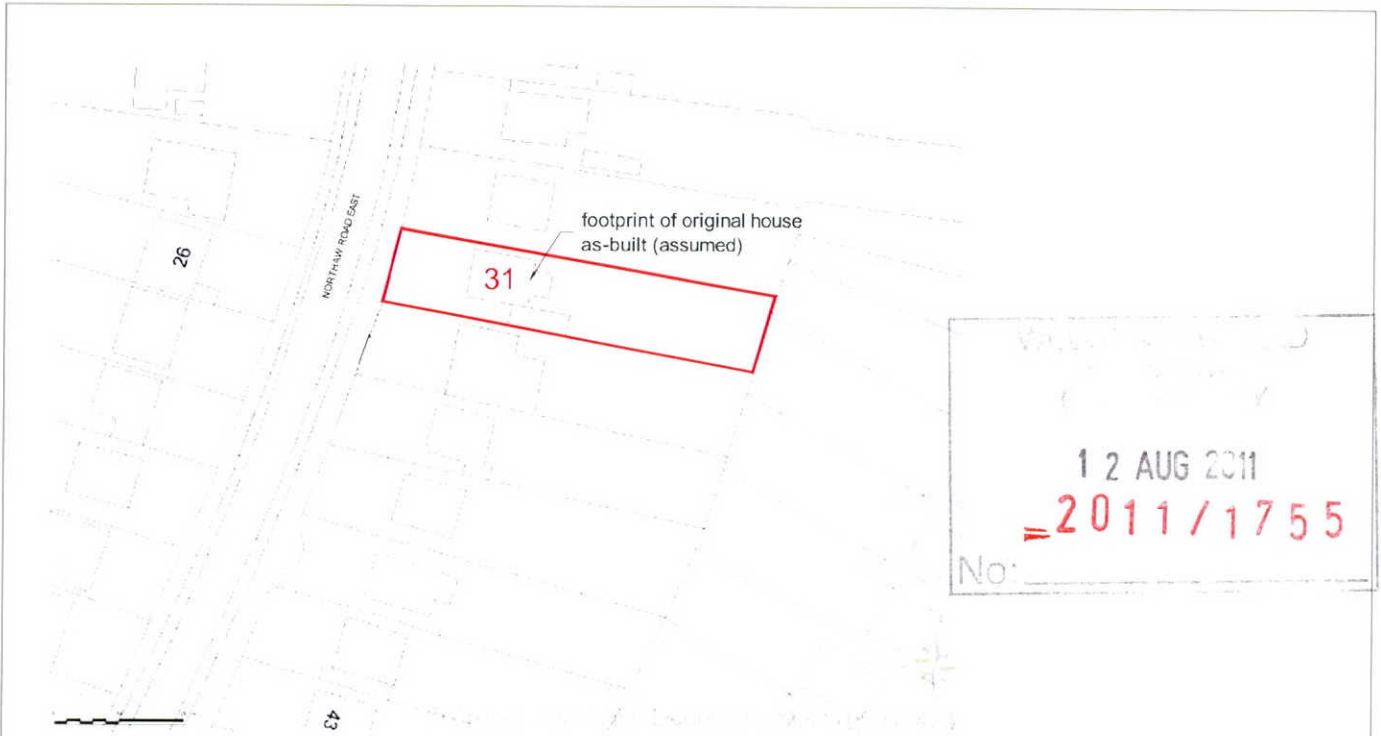 NORTHAW ROAD EAST
26
footprint of original house
as-built (assumed)
31
43
12 AUG 2011
2011/1755
No: